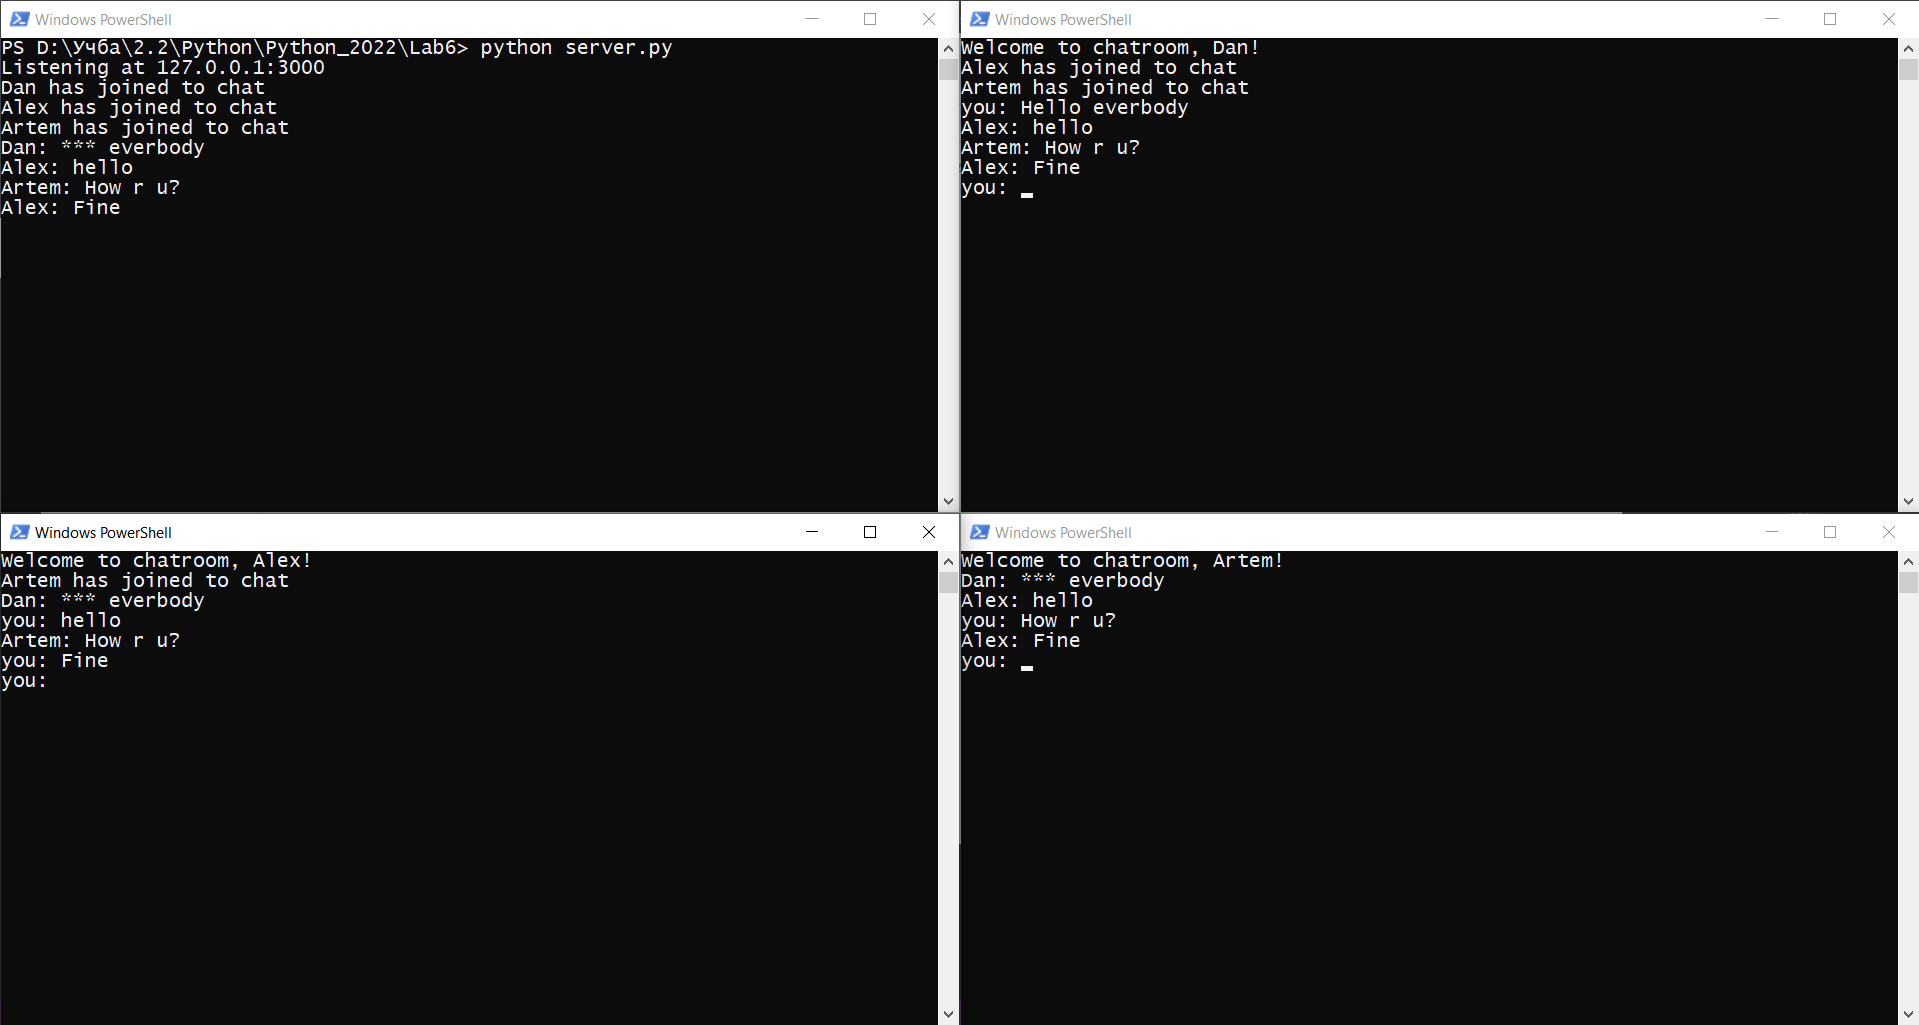 Windows PowerShell
PS D:\Учба\2.2\Python\Python_2022\Lab6> python server.py
Listening at 127.0.0.1:3000
Dan has joined to chat
Alex has joined to chat
Artem has joined to chat
Dan: *** everbody
Alex: hello
Artem: How r u?
Alex: Fine
Windows PowerShell
Welcome to chatroom, Dan!
Alex has joined to chat
Artem has joined to chat
you: Hello everbody
Alex: hello
Artem: How r u?
Alex: Fine
you:
Windows PowerShell
Welcome to chatroom, Alex!
Artem has joined to chat
Dan: *** everbody
you: hello
Artem: How r u?
you: Fine
you:
Windows PowerShell
Welcome to chatroom, Artem!
Dan: *** everbody
Alex: hello
you: How r u?
Alex: Fine
you: